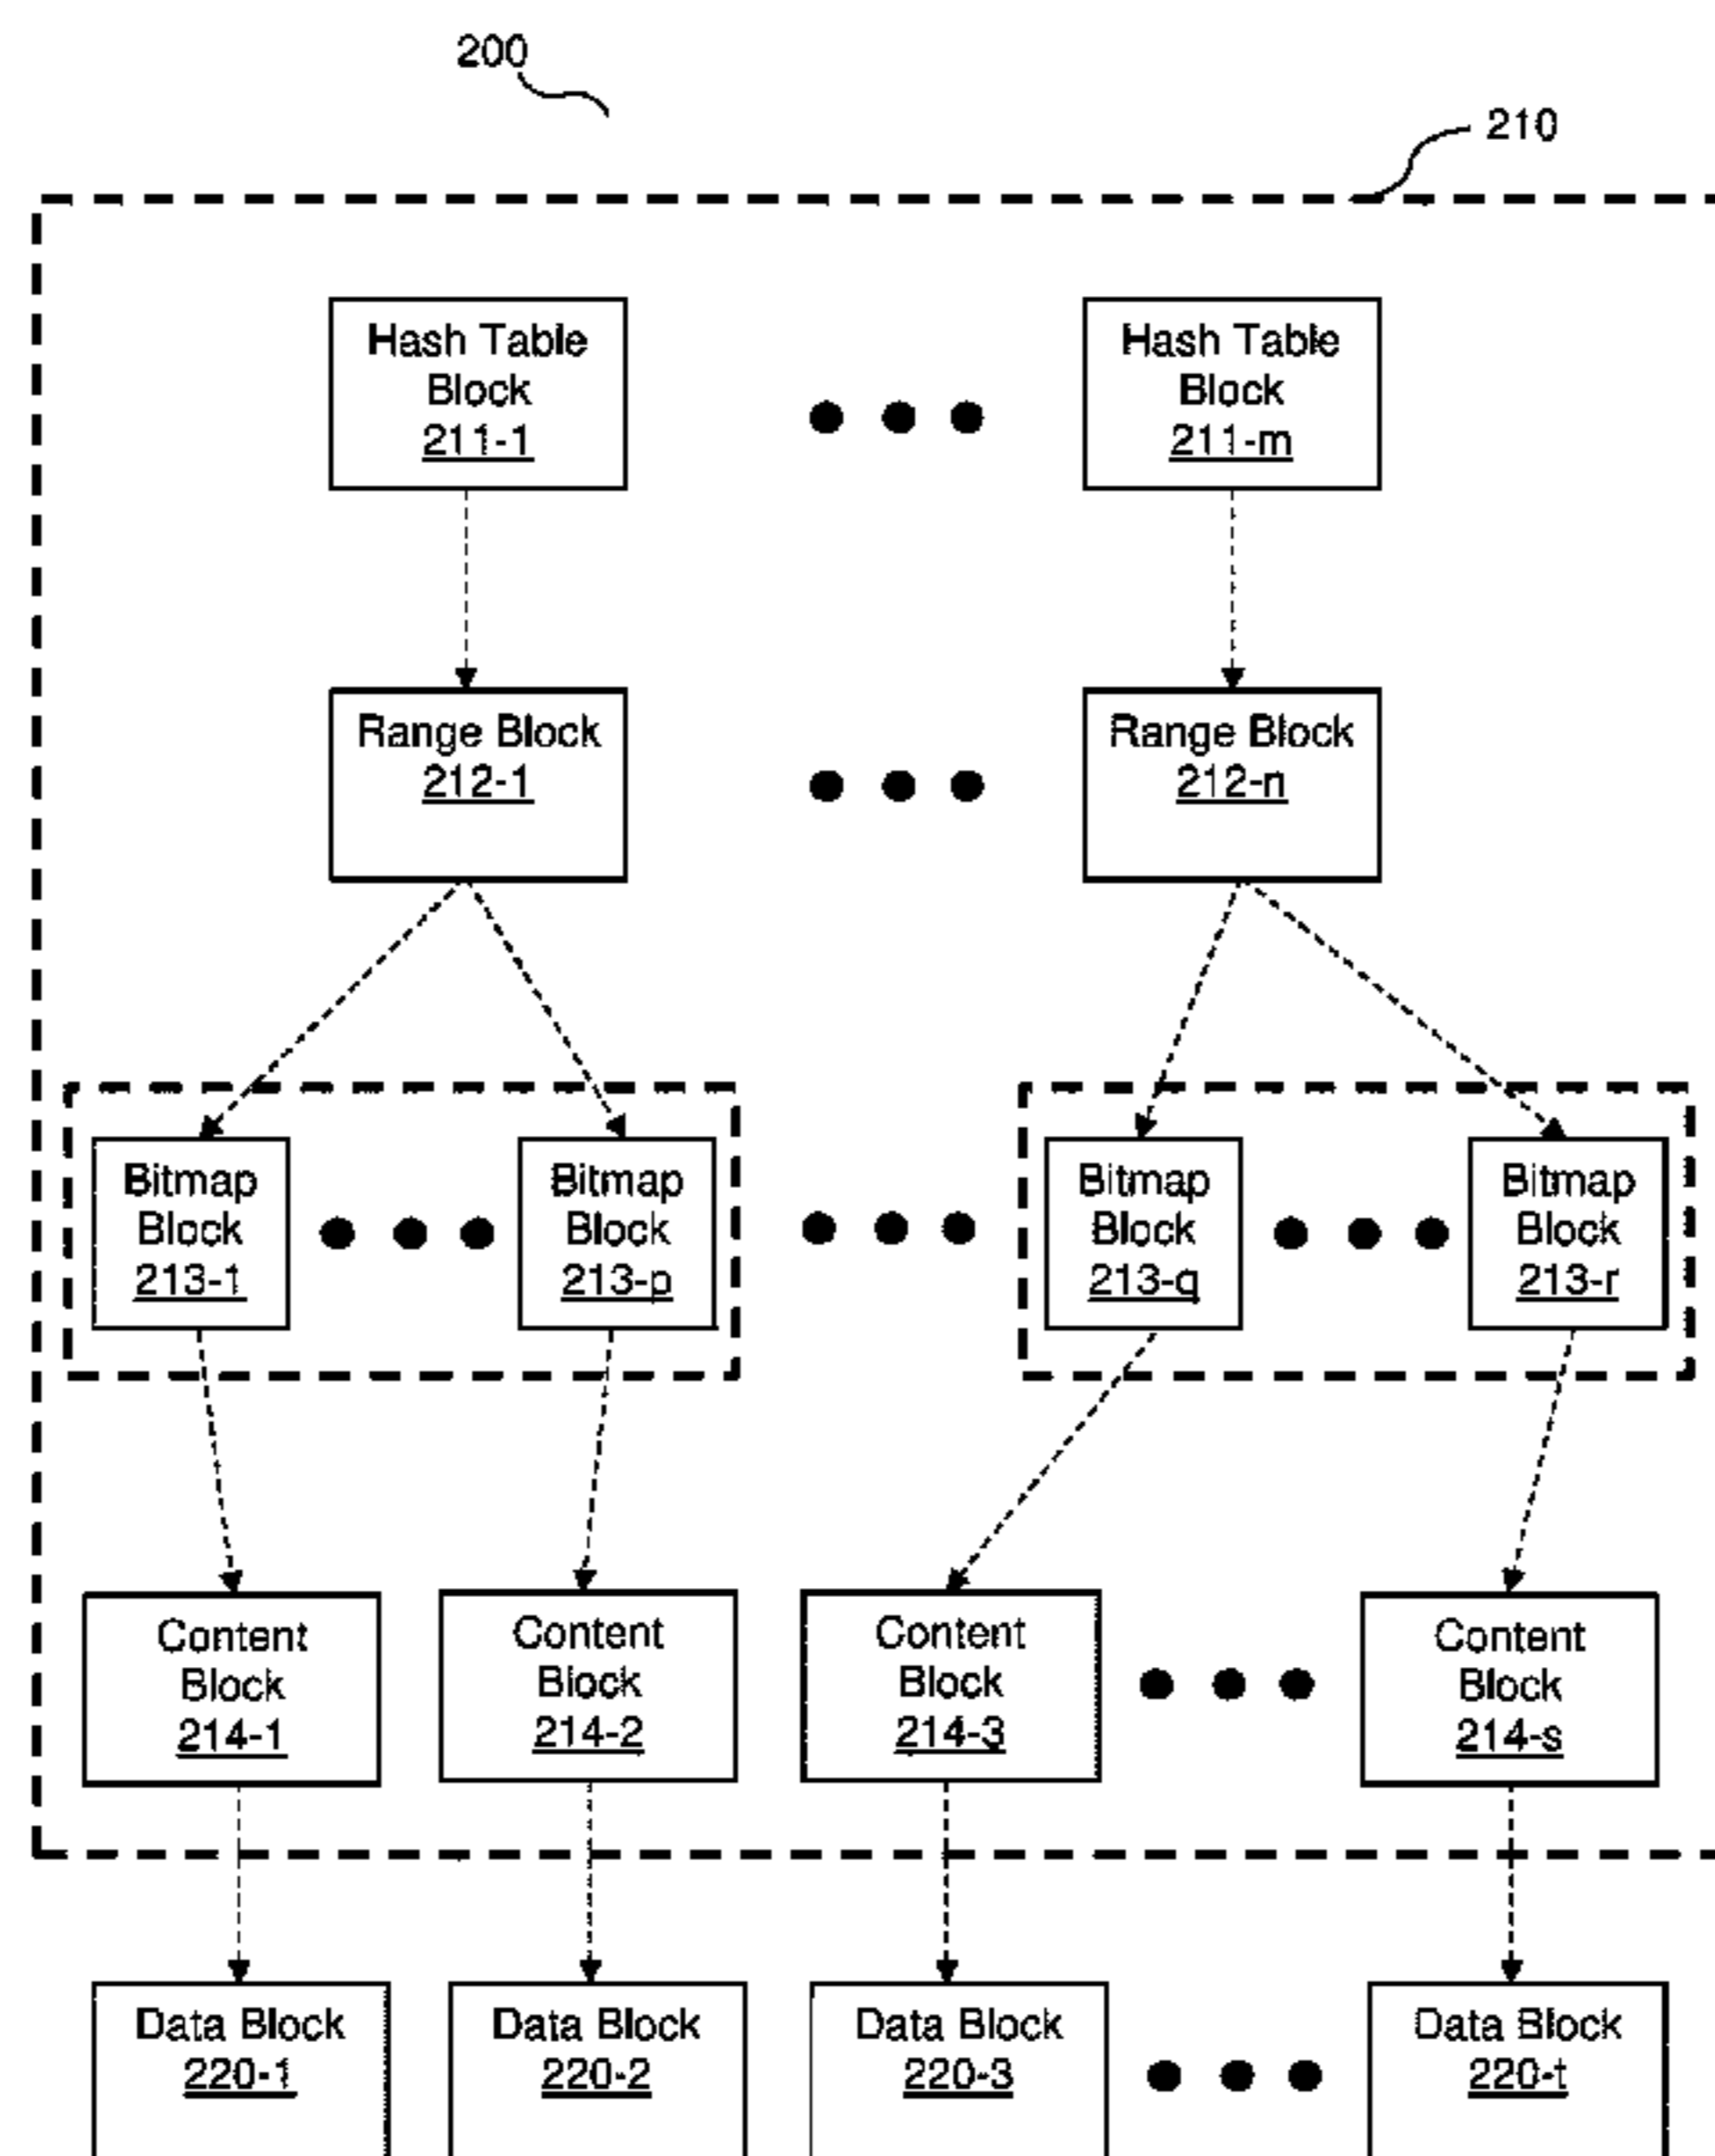 200
210
Hash Table
Block
211-1
Hash Table
Block
211-m
Range Block
212-1
Range Block
212-n
Bitmap
Block
213-1
Bitmap
Block
213-p
Bitmap
Block
213-q
Bitmap
Block
213-r
Content
Block
214-1
Content
Block
214-2
Content
Block
214-3
Content
Block
214-s
Data Block
220-1
Data Block
220-2
Data Block
220-3
Data Block
220-t